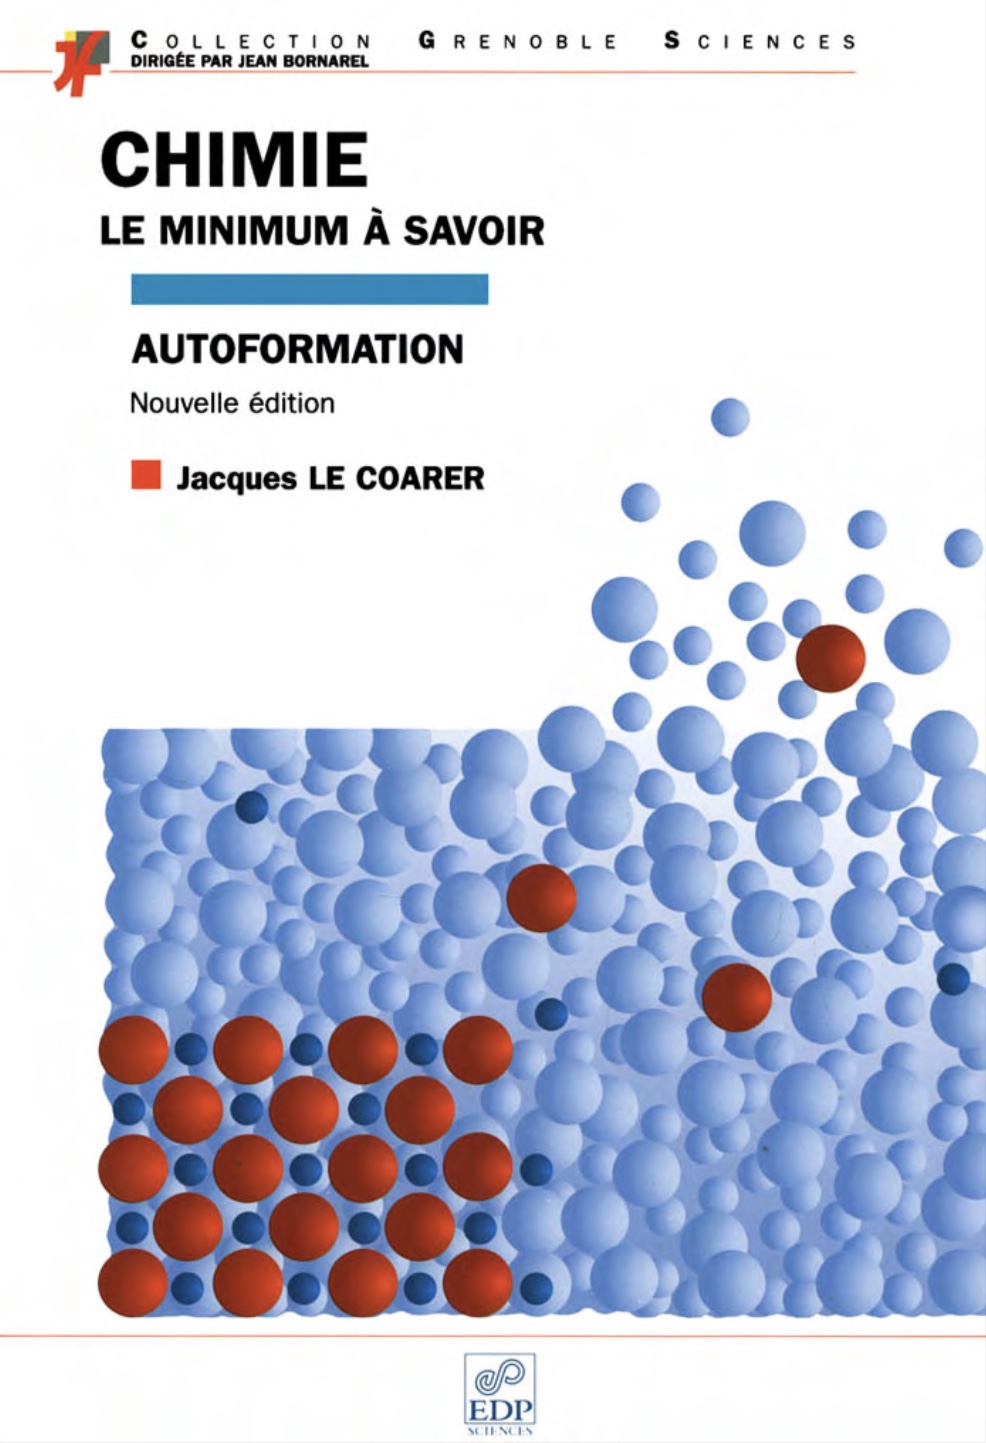 COLLECTION GRENOBLE SCIENCES
DIRIGÉE PAR JEAN BORNAREL
CHIMIE
LE MINIMUM À SAVOIR
AUTOFORMATION
Nouvelle édition
Jacques LE COARER
EDP
SCIENCES